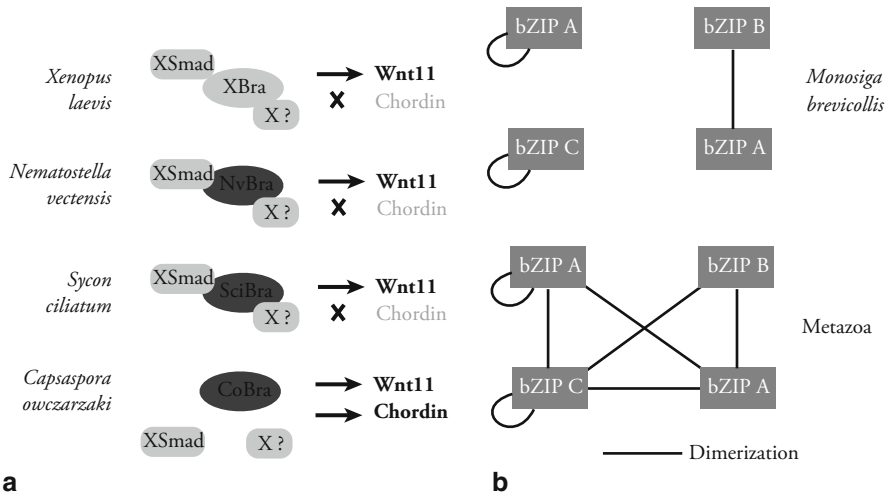 XSmad
XBra
X ?
Xenopus
laevis
Wnt11
Chordin
XSmad
NvBra
X ?
Nematostella
vectensis
Wnt11
Chordin
XSmad
SciBra
X ?
Sycon
ciliatum
Wnt11
Chordin
CoBra
XSmad
X ?
Capsaspora
owczarzaki
Wnt11
Chordin
a
bZIP A
bZIP B
bZIP C
bZIP A
Monosiga
brevicollis
bZIP A
bZIP B
bZIP C
bZIP A
Metazoa
Dimerization
b